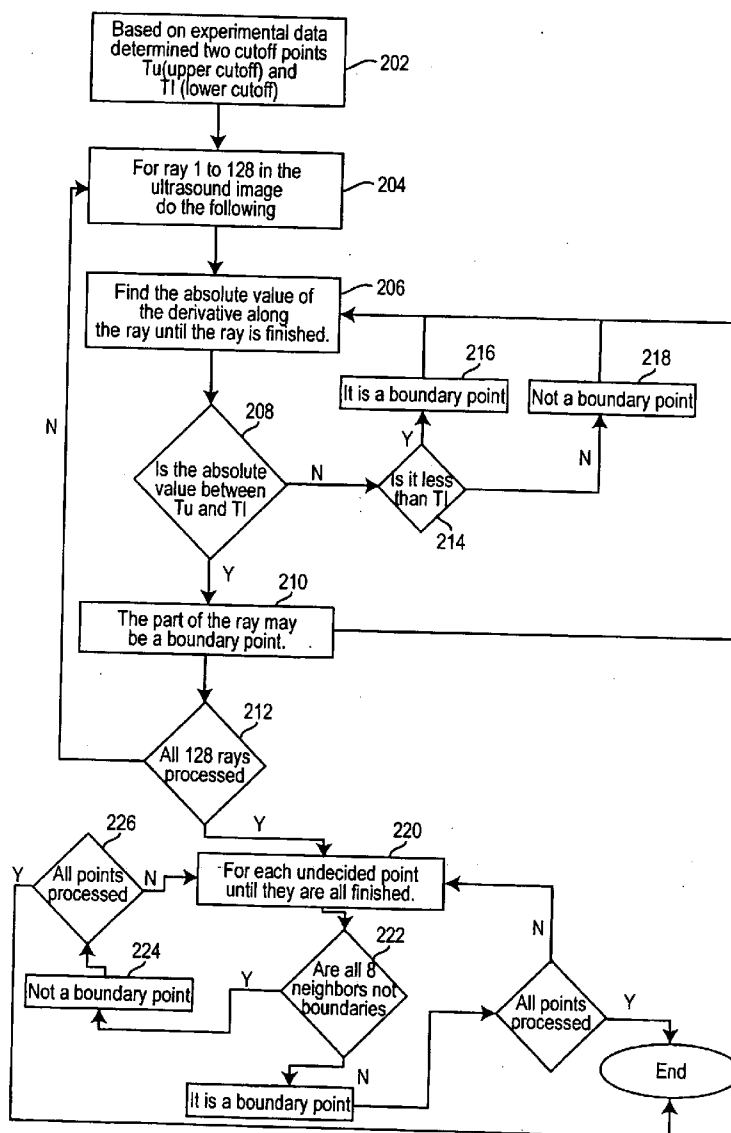 Based on experimental data
determined two cutoff points
Tu(upper cutoff) and
Tl (lower cutoff)
202
For ray 1 to 128 in the
ultrasound image
do the following
204
Find the absolute value of
the derivative along
the ray until the ray is finished.
206
216
It is a boundary point
218
Not a boundary point
N
208
Is the absolute
value between
Tu and Tl
N
Y
Is it less
than Tl
214
N
Y
210
The part of the ray may
be a boundary point.
212
All 128 rays
processed
Y
226
Y
All points
processed
N
220
For each undecided point
until they are all finished.
N
224
Not a boundary point
Y
222
Are all 8
neighbors not
boundaries
N
All points
processed
Y
It is a boundary point
End